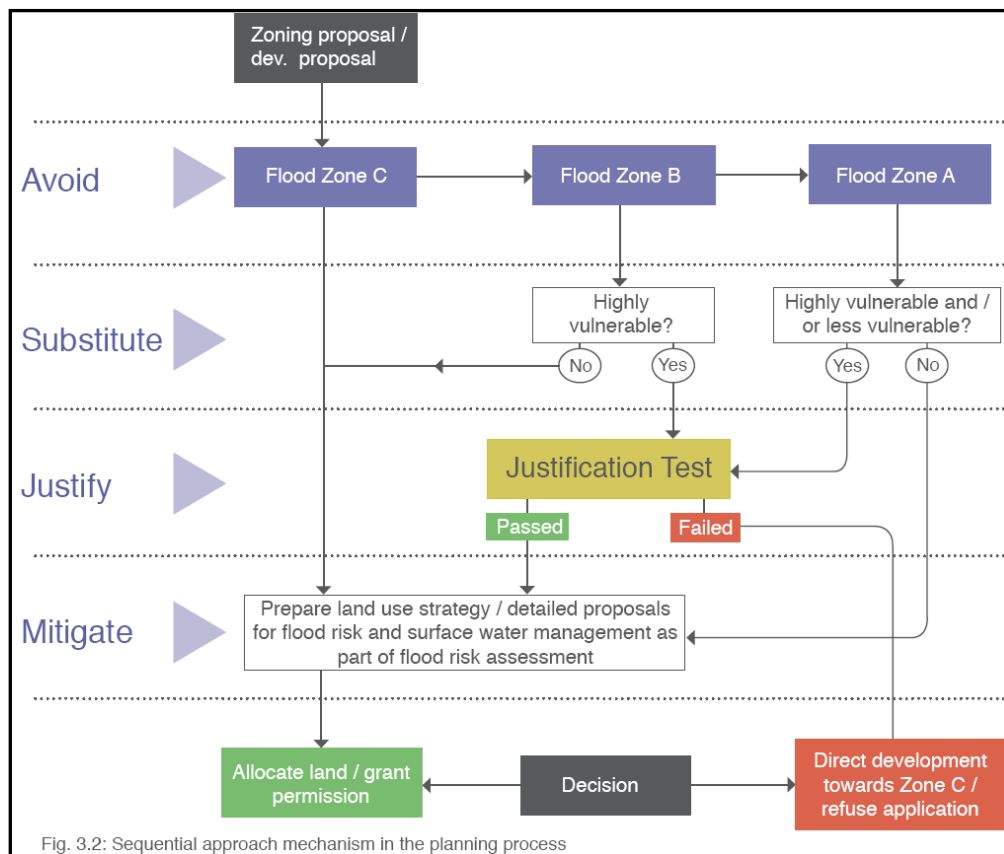 Zoning proposal /
dev. proposal
Avoid
Flood Zone C
Flood Zone B
Flood Zone A
Substitute
Highly
vulnerable?
Highly vulnerable and /
or less vulnerable?
No
Yes
Yes
No
Justify
Justification Test
Passed
Failed
Mitigate
Prepare land use strategy / detailed proposals
for flood risk and surface water management as
part of flood risk assessment
Allocate land / grant
permission
Decision
Direct development
towards Zone C /
refuse application
Fig. 3.2: Sequential approach mechanism in the planning process